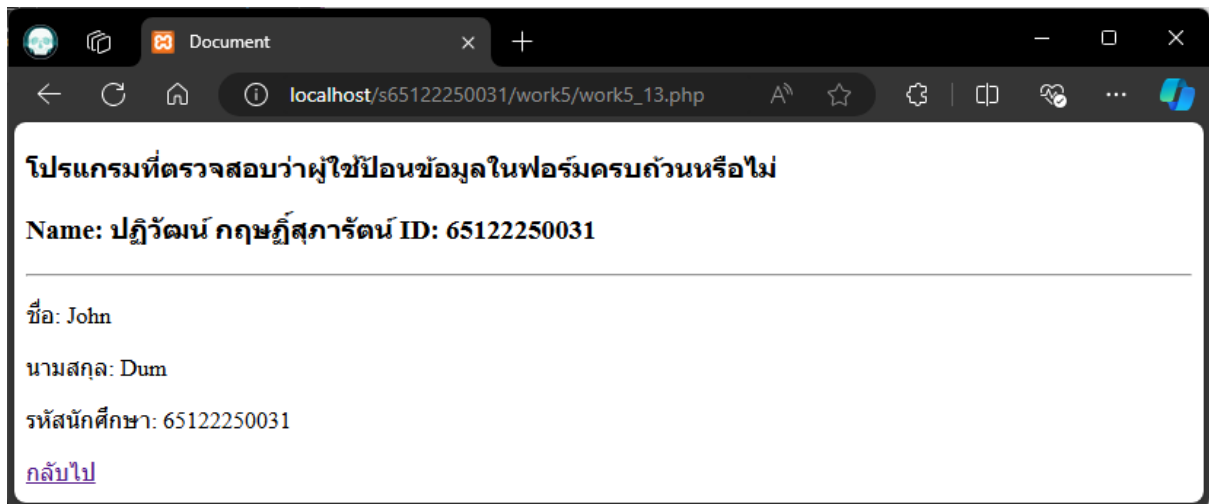 Document
localhost/s65122250031/work5/work5_13.php
โปรแกรมที่ตรวจสอบว่าผู้ใช้ป้อนข้อมูลในฟอร์มครบถ้วนหรือไม่
Name: ปฏิวัฒน์ กฤษฏิ์สุภารัตน์ ID: 65122250031
ชื่อ: John
นามสกุล: Dum
รหัสนักศึกษา: 65122250031
กลับไป